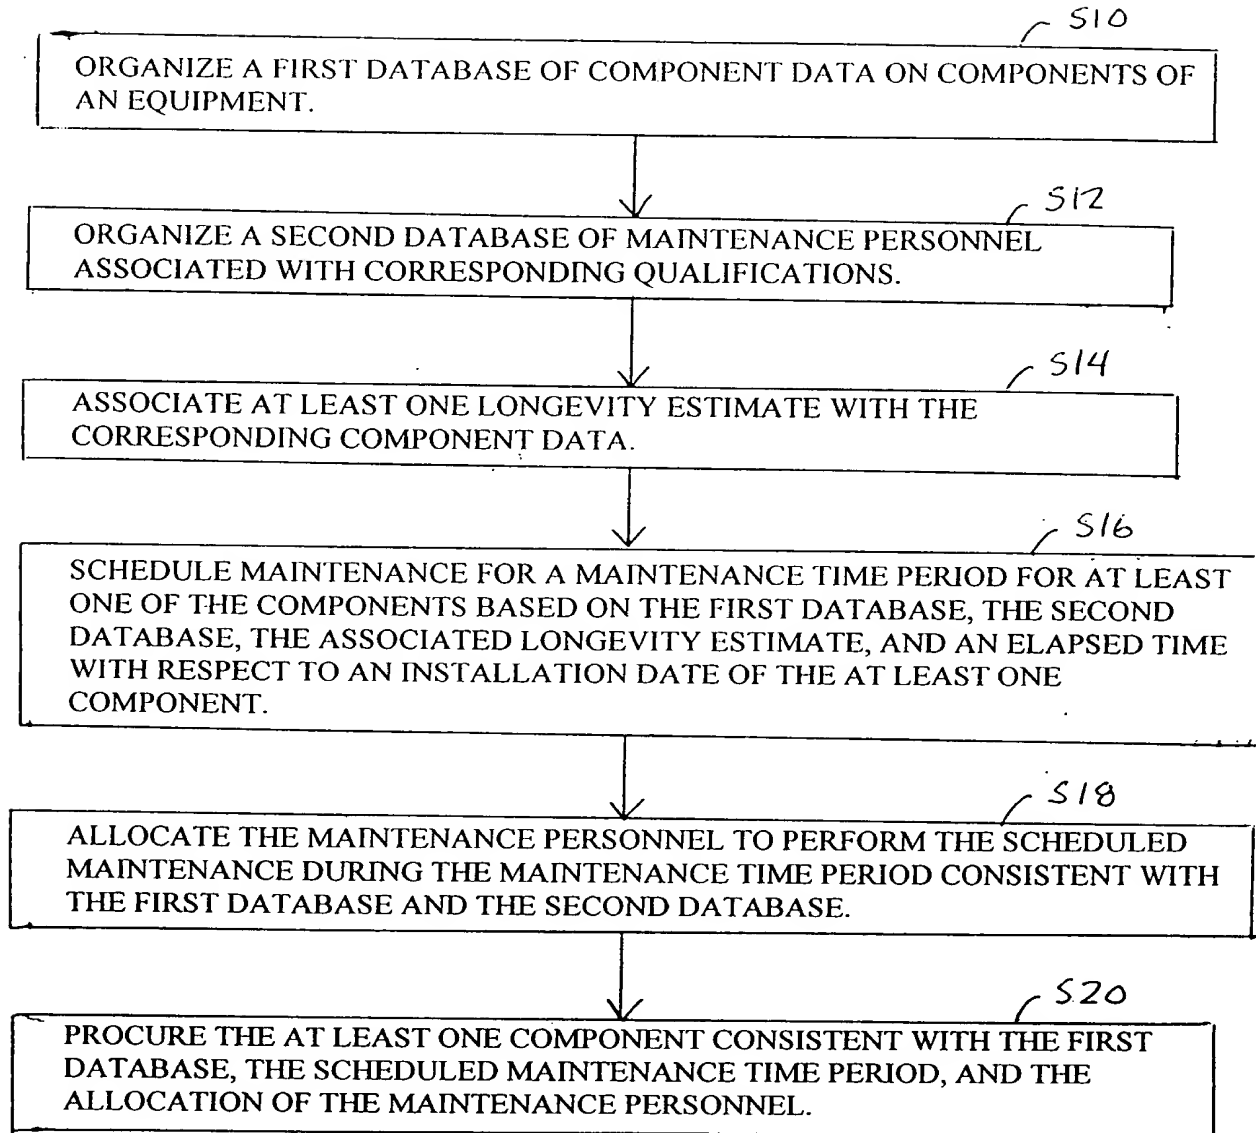 S10
ORGANIZE A FIRST DATABASE OF COMPONENT DATA ON COMPONENTS OF
AN EQUIPMENT.
S12
ORGANIZE A SECOND DATABASE OF MAINTENANCE PERSONNEL
ASSOCIATED WITH CORRESPONDING QUALIFICATIONS.
S14
ASSOCIATE AT LEAST ONE LONGEVITY ESTIMATE WITH THE
CORRESPONDING COMPONENT DATA.
S16
SCHEDULE MAINTENANCE FOR A MAINTENANCE TIME PERIOD FOR AT LEAST
ONE OF THE COMPONENTS BASED ON THE FIRST DATABASE, THE SECOND
DATABASE, THE ASSOCIATED LONGEVITY ESTIMATE, AND AN ELAPSED TIME
WITH RESPECT TO AN INSTALLATION DATE OF THE AT LEAST ONE
COMPONENT.
S18
ALLOCATE THE MAINTENANCE PERSONNEL TO PERFORM THE SCHEDULED
MAINTENANCE DURING THE MAINTENANCE TIME PERIOD CONSISTENT WITH
THE FIRST DATABASE AND THE SECOND DATABASE.
S20
PROCURE THE AT LEAST ONE COMPONENT CONSISTENT WITH THE FIRST
DATABASE, THE SCHEDULED MAINTENANCE TIME PERIOD, AND THE
ALLOCATION OF THE MAINTENANCE PERSONNEL.